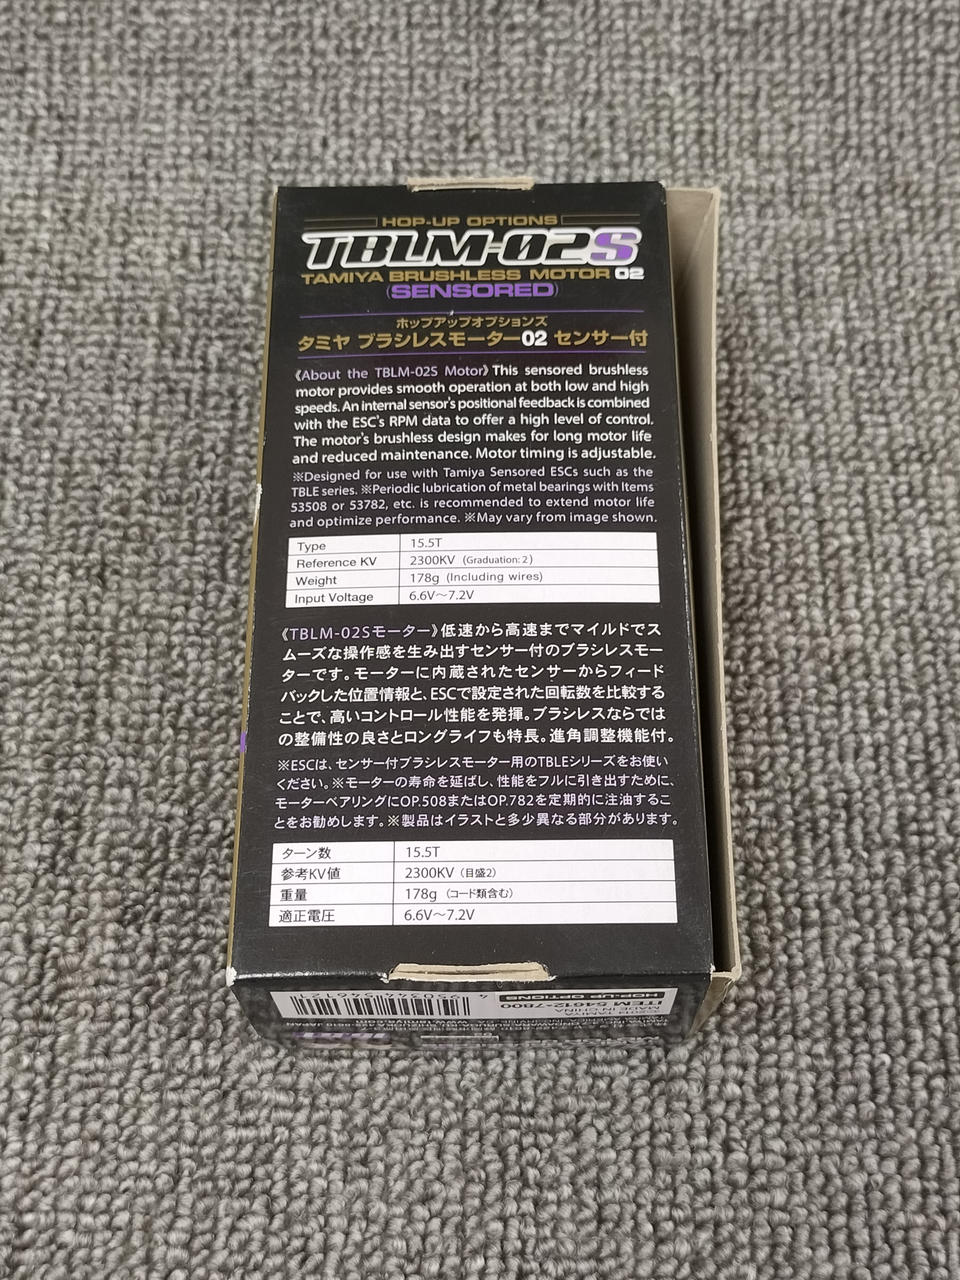 HOP-UP OPTIONS
TBLM-02S
TAMIYA BRUSHLESS MOTOR 02
(SENSORED)
ホップアップオプションズ
タミヤ ブラシレスモーター02 センサー付
《About the TBLM-02S Motor》This sensored brushless
motor provides smooth operation at both low and high
speeds. An internal sensor's positional feedback is combined
with the ESC's RPM data to offer a high level of control.
The motor's brushless design makes for long motor life
and reduced maintenance. Motor timing is adjustable.
※Designed for use with Tamiya Sensored ESCs such as the
TBLE series. ※Periodic lubrication of metal bearings with Items
53508 or 53782, etc. is recommended to extend motor life
and optimize performance. ※May vary from image shown.
Type 15.5T
Reference KV 2300KV (Graduation: 2)
Weight 178g (Including wires)
Input Voltage 6.6V～7.2V
《TBLM-02Sモーター》低速から高速までマイルドでス
ムーズな操作感を生み出すセンサー付のブラシレスモー
ターです。モーターに内蔵されたセンサーからフィード
バックした位置情報と、ESCで設定された回転数を比較する
ことで、高いコントロール性能を発揮。ブラシレスならでは
の整備性の良さとロングライフも特長。進角調整機能付。
※ESCは、センサー付ブラシレスモーター用のTBLEシリーズをお使い
ください。※モーターの寿命を延ばし、性能をフルに引き出すために、
モーターベアリングにOP.508またはOP.782を定期的に注油するこ
とをお勧めします。※製品はイラストと多少異なる部分があります。
ターン数 15.5T
参考KV値 2300KV (目盛2)
重量 178g (コード類含む)
適正電圧 6.6V～7.2V
HOP-UP OPTIONS
ITEM 54612*7800
MADE IN CHINA
4 950344 546121
www.tamiya.com